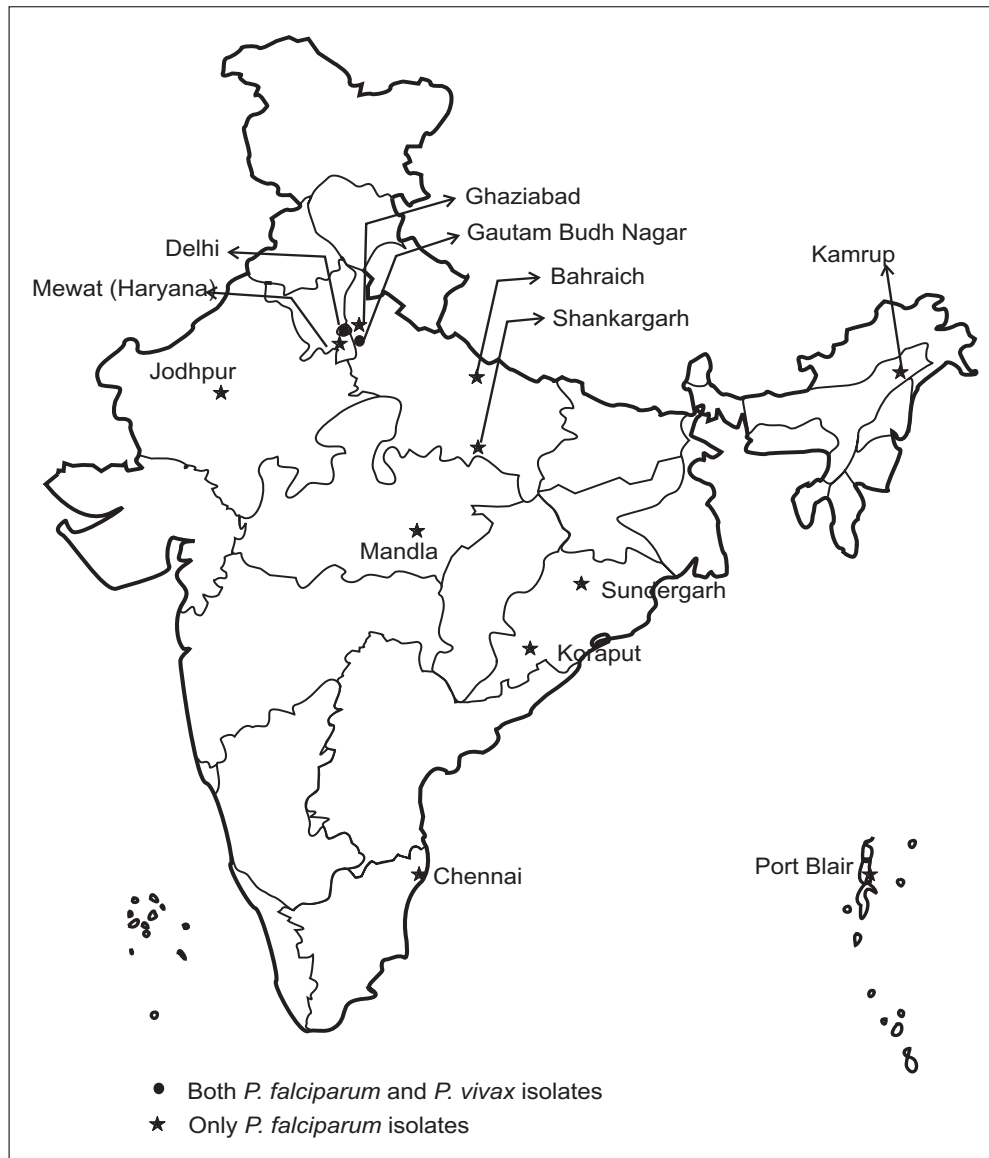 Ghaziabad
Delhi
Gautam Budh Nagar
Kamrup
Mewat (Haryana)
Bahraich
Shankargarh
Jodhpur
Mandla
Sundergarh
Koraput
Port Blair
Chennai
Both P. falciparum and P. vivax isolates
Only P. falciparum isolates